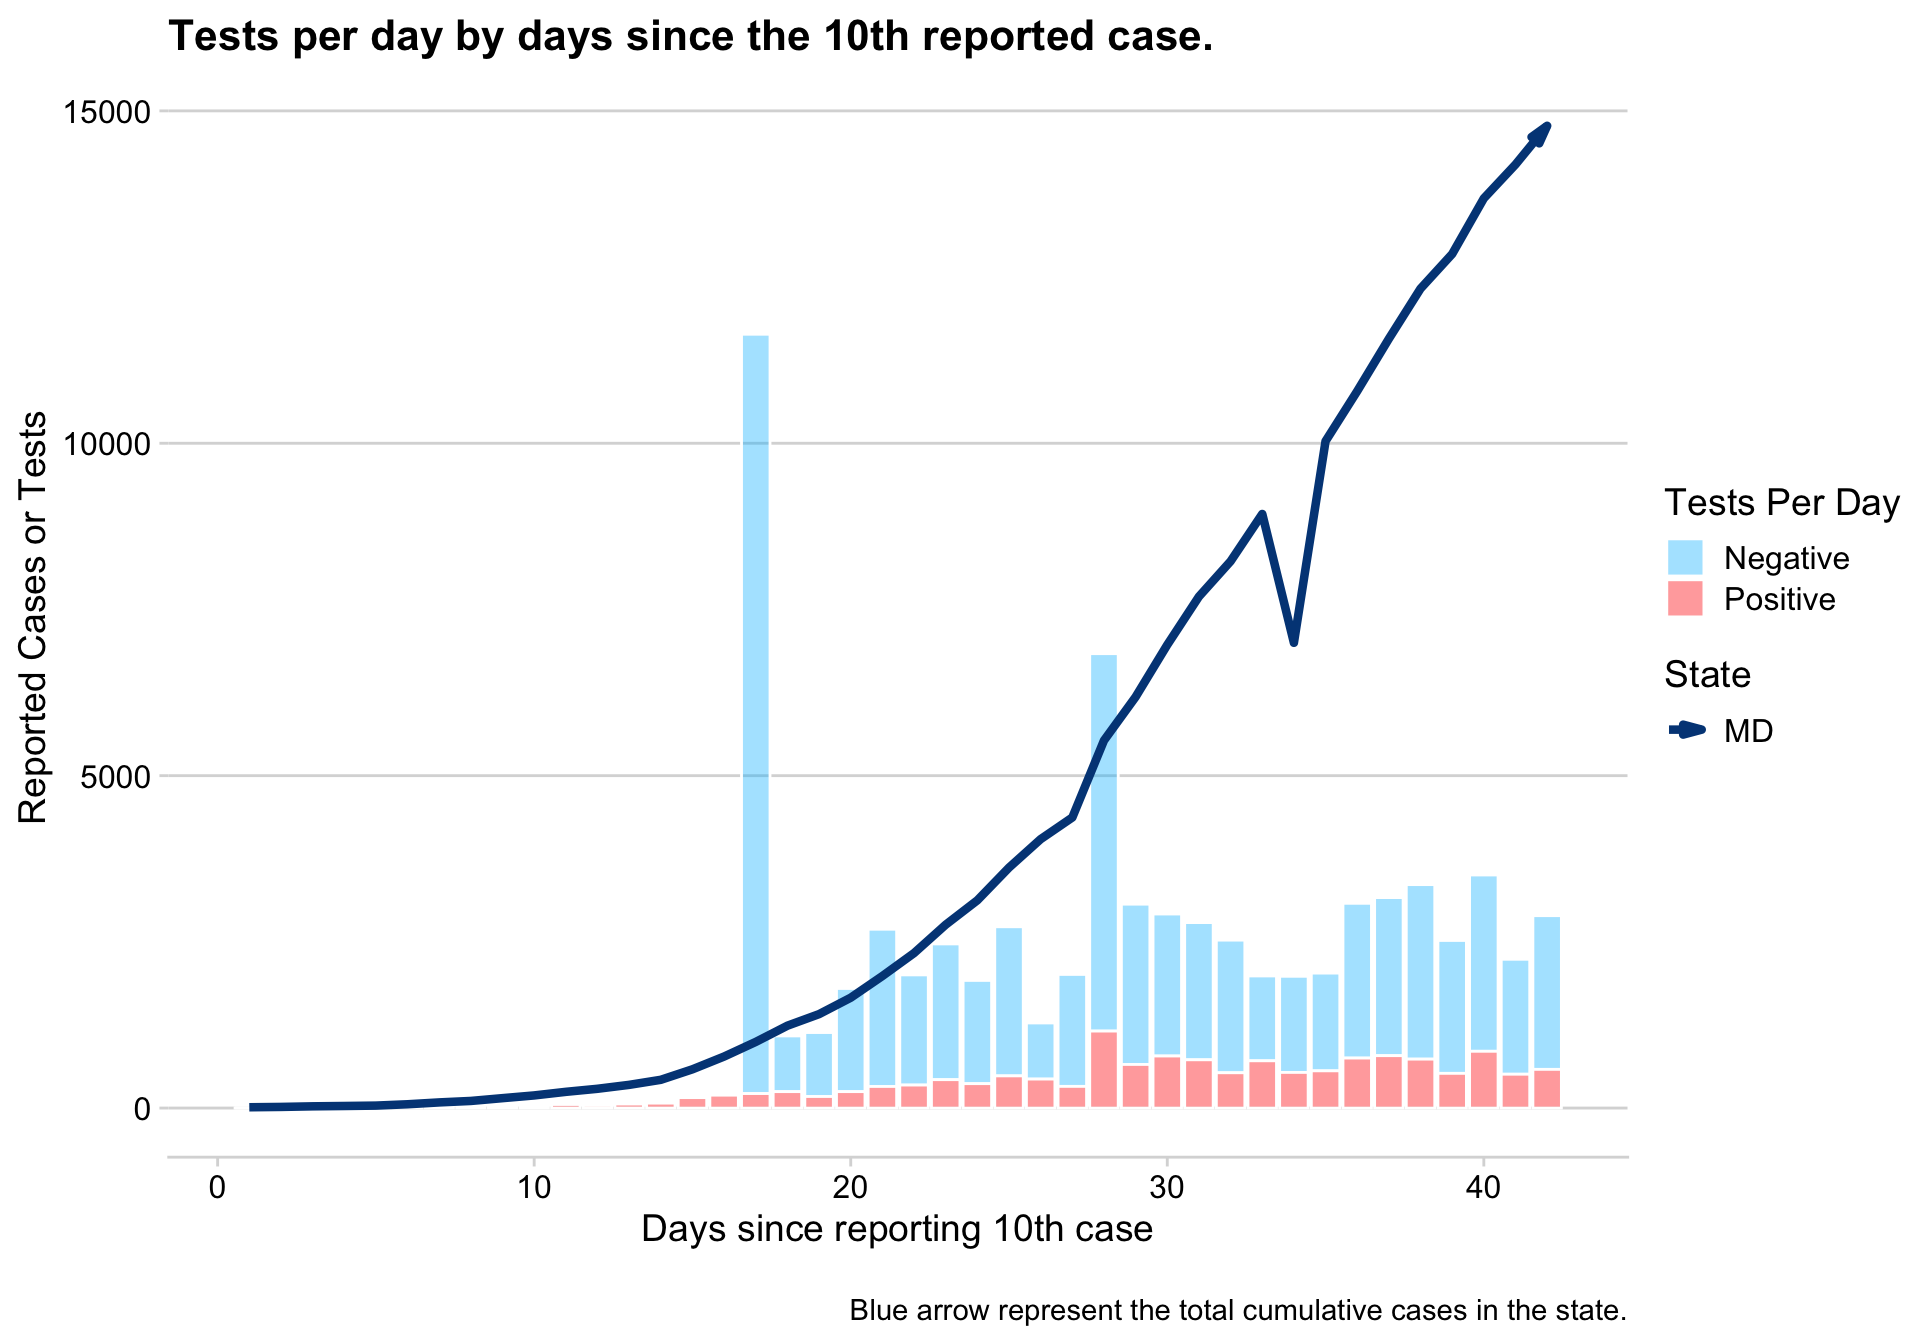 Tests per day by days since the 10th reported case.
15000
10000
5000
0
Reported Cases or Tests
0 10 20 30 40
Days since reporting 10th case
Tests Per Day
Negative
Positive
State
MD
Blue arrow represent the total cumulative cases in the state.